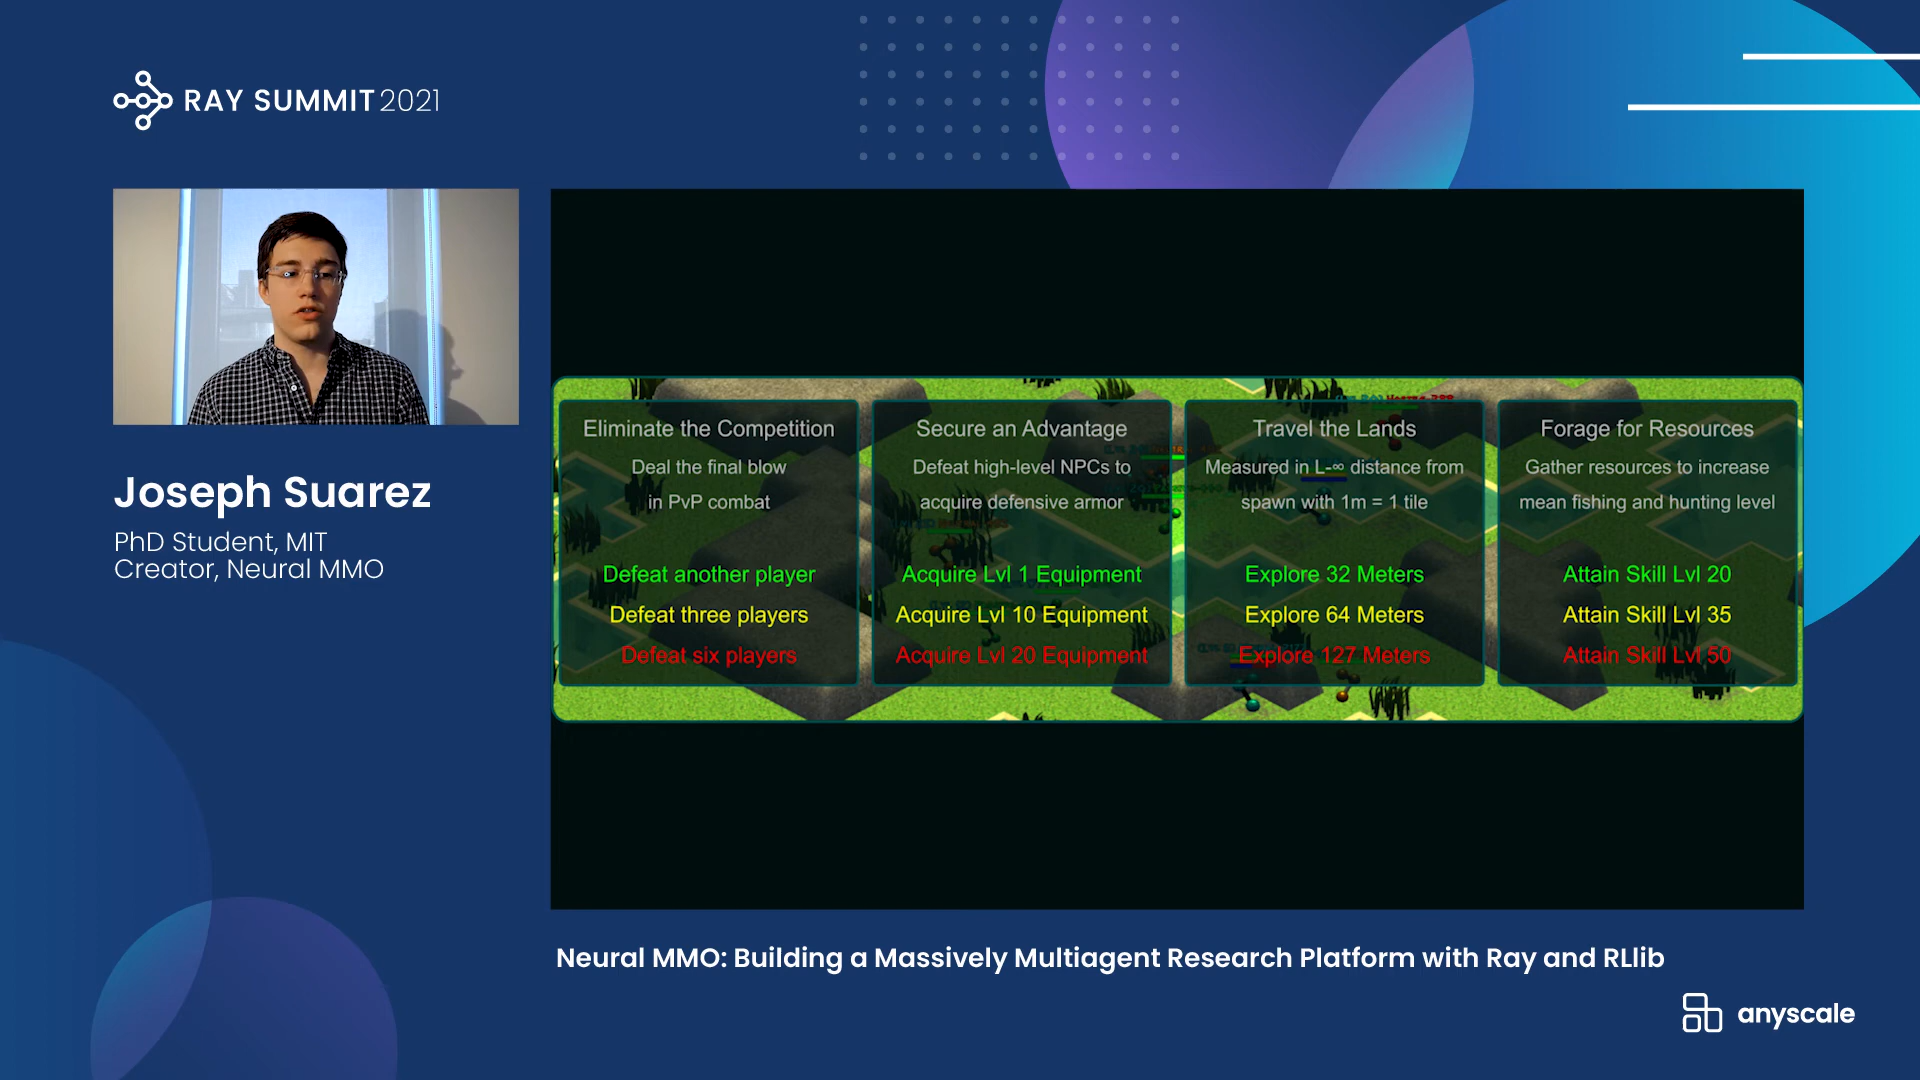 RAY SUMMIT 2021
Joseph Suarez
PhD Student, MIT
Creator, Neural MMO
Eliminate the Competition
Deal the final blow
in PvP combat
Defeat another player
Defeat three players
Defeat six players
Secure an Advantage
Defeat high-level NPCs to
acquire defensive armor
Acquire Lvl 1 Equipment
Acquire Lvl 10 Equipment
Acquire Lvl 20 Equipment
Travel the Lands
Measured in L-∞ distance from
spawn with 1m = 1 tile
Explore 32 Meters
Explore 64 Meters
Explore 127 Meters
Forage for Resources
Gather resources to increase
mean fishing and hunting level
Attain Skill Lvl 20
Attain Skill Lvl 35
Attain Skill Lvl 50
Neural MMO: Building a Massively Multiagent Research Platform with Ray and RLlib
anyscale